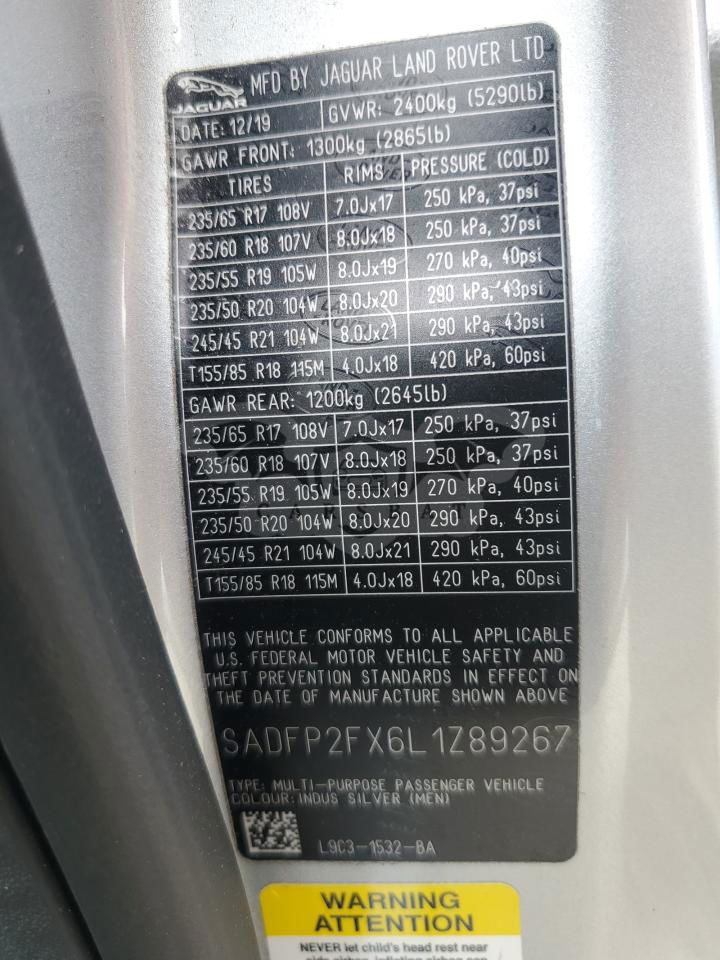 JAGUAR MFD BY JAGUAR LAND ROVER LTD
DATE: 12/19 GVWR: 2400kg (5290lb)
GAWR FRONT: 1300kg (2865lb)
TIRES RIMS PRESSURE (COLD)
235/65 R17 108V 7.0Jx17 250 kPa, 37psi
235/60 R18 107V 8.0Jx18 250 kPa, 37psi
235/55 R19 105W 8.0Jx19 270 kPa, 40psi
235/50 R20 104W 8.0Jx20 290 kPa, 43psi
245/45 R21 104W 8.0Jx21 290 kPa, 43psi
T155/85 R18 115M 4.0Jx18 420 kPa, 60psi
GAWR REAR: 1200kg (2645lb)
235/65 R17 108V 7.0Jx17 250 kPa, 37psi
235/60 R18 107V 8.0Jx18 250 kPa, 37psi
235/55 R19 105W 8.0Jx19 270 kPa, 40psi
235/50 R20 104W 8.0Jx20 290 kPa, 43psi
245/45 R21 104W 8.0Jx21 290 kPa, 43psi
T155/85 R18 115M 4.0Jx18 420 kPa, 60psi
THIS VEHICLE CONFORMS TO ALL APPLICABLE
U.S. FEDERAL MOTOR VEHICLE SAFETY AND
THEFT PREVENTION STANDARDS IN EFFECT ON
THE DATE OF MANUFACTURE SHOWN ABOVE
SADFP2FX6L1Z89267
TYPE: MULTI-PURPOSE PASSENGER VEHICLE
COLOUR: INDUS SILVER (MEN)
L9C3-1532-BA
WARNING
ATTENTION
NEVER let child's head rest near